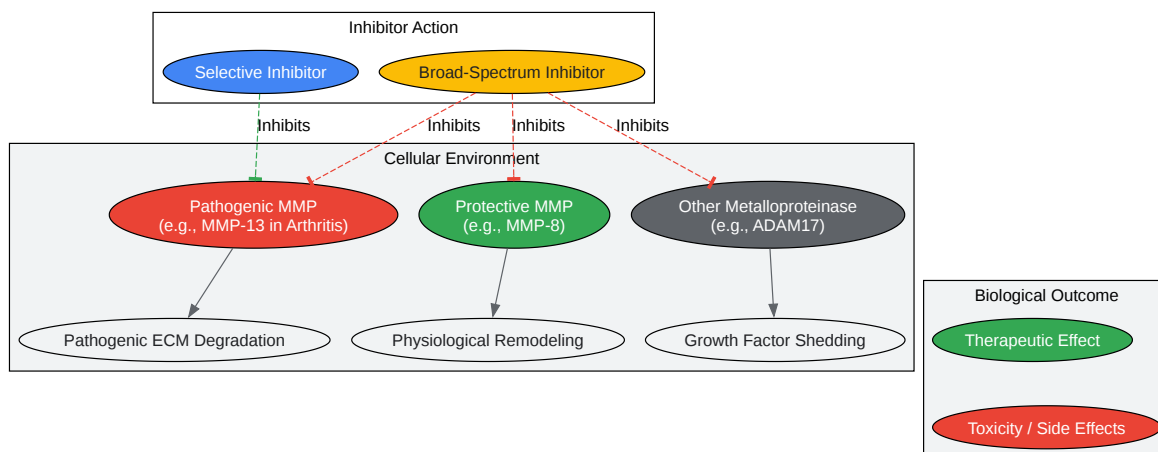 Inhibitor Action
Selective Inhibitor
Broad-Spectrum Inhibitor
Inhibits
Inhibits
Inhibits
Inhibits
Cellular Environment
Pathogenic MMP
(e.g., MMP-13 in Arthritis)
Protective MMP
(e.g., MMP-8)
Other Metalloproteinase
(e.g., ADAM17)
Pathogenic ECM Degradation
Physiological Remodeling
Growth Factor Shedding
Biological Outcome
Therapeutic Effect
Toxicity / Side Effects